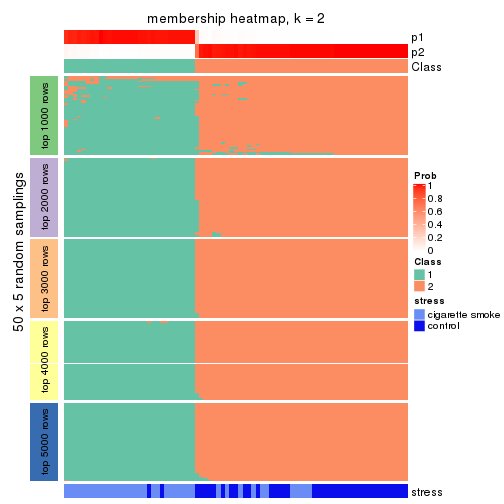 membership heatmap, k = 2
p1
p2
Class
50 x 5 random samplings
top 1000 rows
top 2000 rows
top 3000 rows
top 4000 rows
top 5000 rows
stress
Prob
1
0.8
0.6
0.4
0.2
0
Class
1
2
stress
cigarette smoke
control